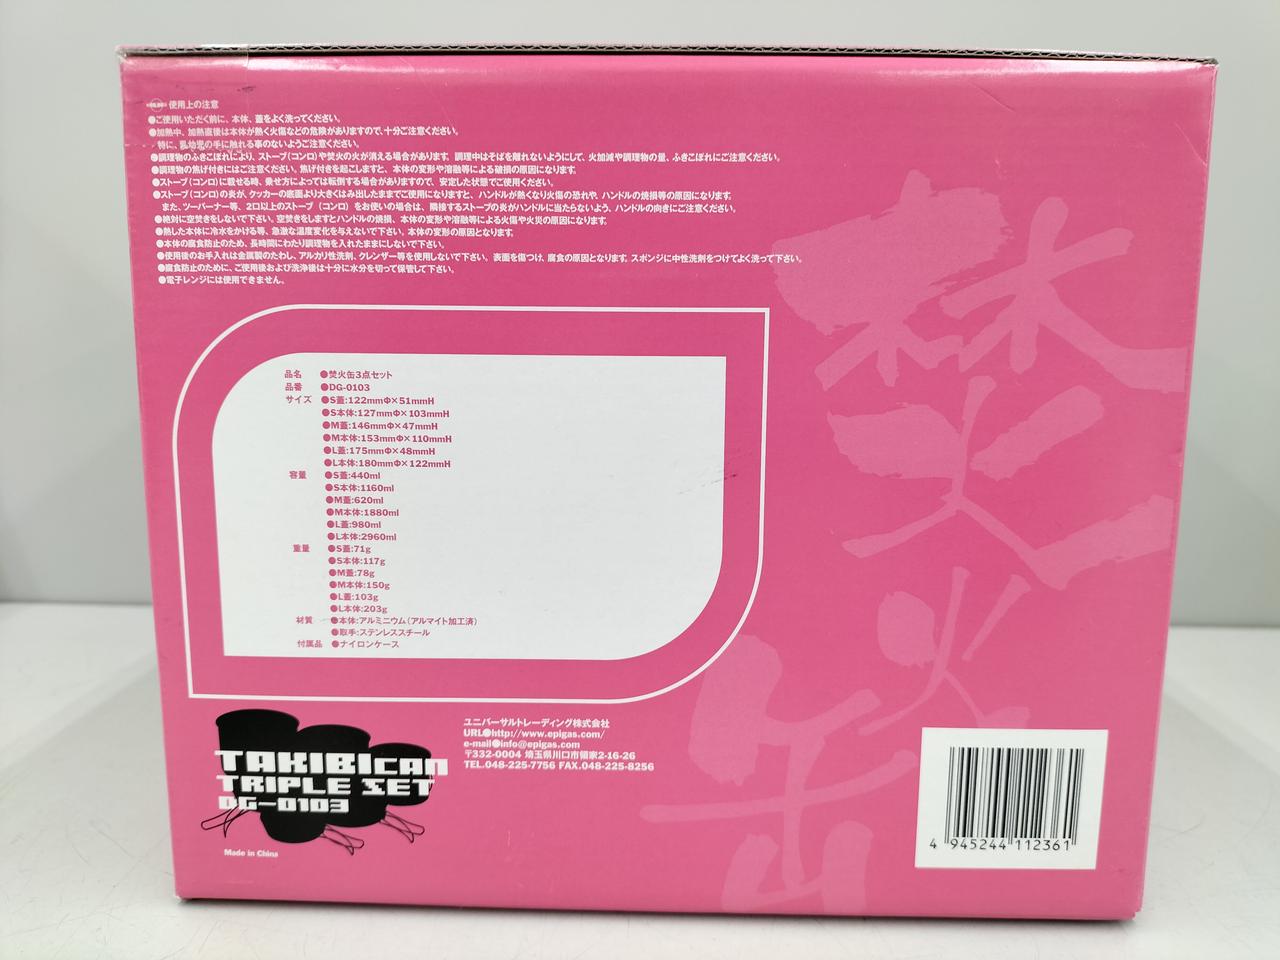 使用上の注意
●ご使用いただく前に、本体、蓋をよく洗ってください。
●加熱中、加熱直後は本体が熱く火傷などの危険がありますので、十分ご注意ください。
特に、乳幼児の手に触れる事のないようご注意ください。
●調理物のふきこぼれにより、ストーブ(コンロ)や焚火の火が消える場合があります。調理中はそばを離れないようにして、火加減や調理物の量、ふきこぼれにご注意ください。
●調理物の焦げ付きにはご注意ください。焦げ付きを起こしますと、本体の変形や溶融等による破損の原因になります。
●ストーブ(コンロ)に載せる時、乗せ方によっては転倒する場合がありますので、安定した状態でご使用ください。
●ストーブ(コンロ)の炎が、クッカーの底面より大きくはみ出したままでご使用になりますと、ハンドルが熱くなり火傷の恐れや、ハンドルの焼損等の原因になります。
また、ツーバーナー等、2口以上のストーブ(コンロ)をお使いの場合は、隣接するストーブの炎がハンドルに当たらないよう、ハンドルの向きにご注意ください。
●絶対に空焚きをしないで下さい。空焚きをしますとハンドルの焼損、本体の変形や溶融等による火傷や火災の原因になります。
●熱した本体に冷水をかける等、急激な温度変化を与えないで下さい。本体の変形の原因となります。
●本体の腐食防止のため、長時間にわたり調理物を入れたままにしないで下さい。
●使用後のお手入れは金属製のたわし、アルカリ性洗剤、クレンザー等を使用しないで下さい。表面を傷つけ、腐食の原因となります。スポンジに中性洗剤をつけてよく洗って下さい。
●腐食防止のために、ご使用後および洗浄後は十分に水分を切って保管して下さい。
●電子レンジには使用できません。
品名 ●焚火缶3点セット
品番 ●DG-0103
サイズ ●S蓋:122mmΦ×51mmH
●S本体:127mmΦ×103mmH
●M蓋:146mmΦ×47mmH
●M本体:153mmΦ×110mmH
●L蓋:175mmΦ×48mmH
●L本体:180mmΦ×122mmH
容量 ●S蓋:440ml
●S本体:1160ml
●M蓋:620ml
●M本体:1880ml
●L蓋:980ml
●L本体:2960ml
重量 ●S蓋:71g
●S本体:117g
●M蓋:78g
●M本体:150g
●L蓋:103g
●L本体:203g
材質 ●本体:アルミニウム(アルマイト加工済)
●取手:ステンレススチール
付属品 ●ナイロンケース
焚火缶
TAKIBICAN
TRIPLE SET
DG-0103
Made in China
ユニバーサルトレーディング株式会社
URL●http://www.epigas.com/
e-mail●info@epigas.com
〒332-0004 埼玉県川口市領家2-16-26
TEL.048-225-7756 FAX.048-225-8256
4 945244 112361